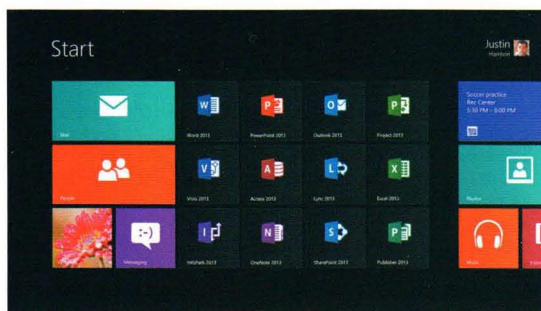 Start
Justin
Harrison
Mail
Word 2013
PowerPoint 2013
Outlook 2013
Project 2013
Soccer practice
Rec Center
5:30 PM – 6:00 PM
People
Visio 2013
Access 2013
Lync 2013
Excel 2013
Photos
:-)
Messaging
InfoPath 2013
OneNote 2013
SharePoint 2013
Publisher 2013
Music